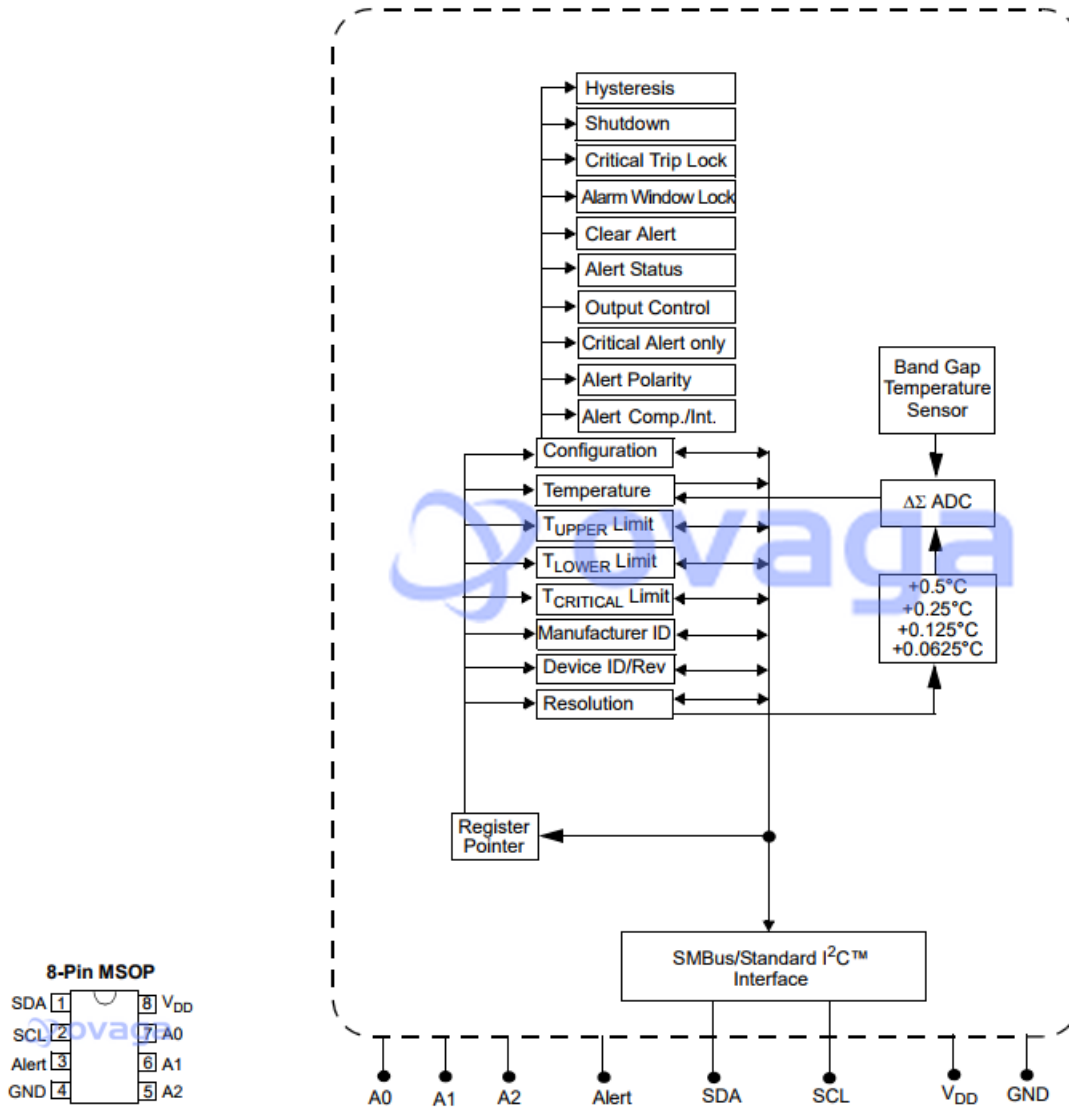 Hysteresis
Shutdown
Critical Trip Lock
Alarm Window Lock
Clear Alert
Alert Status
Output Control
Critical Alert only
Alert Polarity
Alert Comp./Int.
Configuration
Temperature
TUPPER Limit
TLOWER Limit
TCRITICAL Limit
Manufacturer ID
Device ID/Rev
Resolution
Band Gap
Temperature
Sensor
ΔΣ ADC
+0.5°C
+0.25°C
+0.125°C
+0.0625°C
ovaga
Register
Pointer
SMBus/Standard I²C™
Interface
A0 A1 A2 Alert SDA SCL VDD GND
8-Pin MSOP
SDA 1 8 VDD
SCL 2 7 A0
Alert 3 6 A1
GND 4 5 A2
ovaga